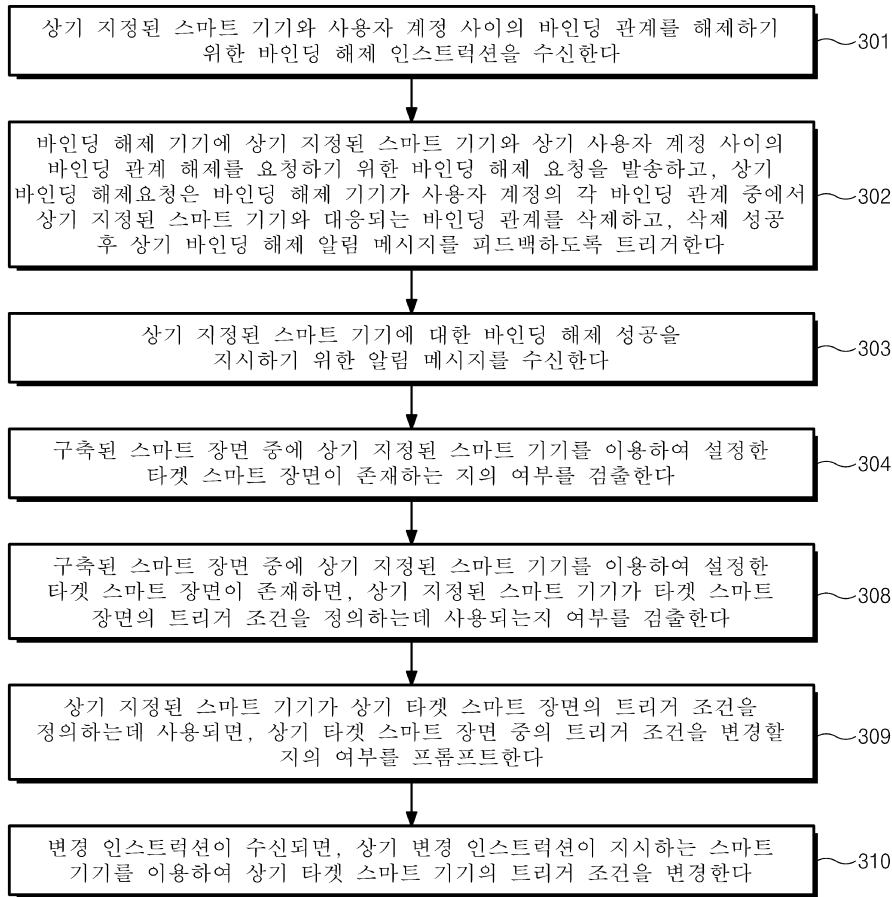 상기 지정된 스마트 기기와 사용자 계정 사이의 바인딩 관계를 해제하기
위한 바인딩 해제 인스트럭션을 수신한다
301
바인딩 해제 기기에 상기 지정된 스마트 기기와 상기 사용자 계정 사이의
바인딩 관계 해제를 요청하기 위한 바인딩 해제 요청을 발송하고, 상기
바인딩 해제요청은 바인딩 해제 기기가 사용자 계정의 각 바인딩 관계 중에서
상기 지정된 스마트 기기와 대응되는 바인딩 관계를 삭제하고, 삭제 성공
후 상기 바인딩 해제 알림 메시지를 피드백하도록 트리거한다
302
상기 지정된 스마트 기기에 대한 바인딩 해제 성공을
지시하기 위한 알림 메시지를 수신한다
303
구축된 스마트 장면 중에 상기 지정된 스마트 기기를 이용하여 설정한
타겟 스마트 장면이 존재하는 지의 여부를 검출한다
304
구축된 스마트 장면 중에 상기 지정된 스마트 기기를 이용하여 설정한
타겟 스마트 장면이 존재하면, 상기 지정된 스마트 기기가 타겟 스마트
장면의 트리거 조건을 정의하는데 사용되는지 여부를 검출한다
308
상기 지정된 스마트 기기가 상기 타겟 스마트 장면의 트리거 조건을
정의하는데 사용되면, 상기 타겟 스마트 장면 중의 트리거 조건을 변경할
지의 여부를 프롬프트한다
309
변경 인스트럭션이 수신되면, 상기 변경 인스트럭션이 지시하는 스마트
기기를 이용하여 상기 타겟 스마트 기기의 트리거 조건을 변경한다
310